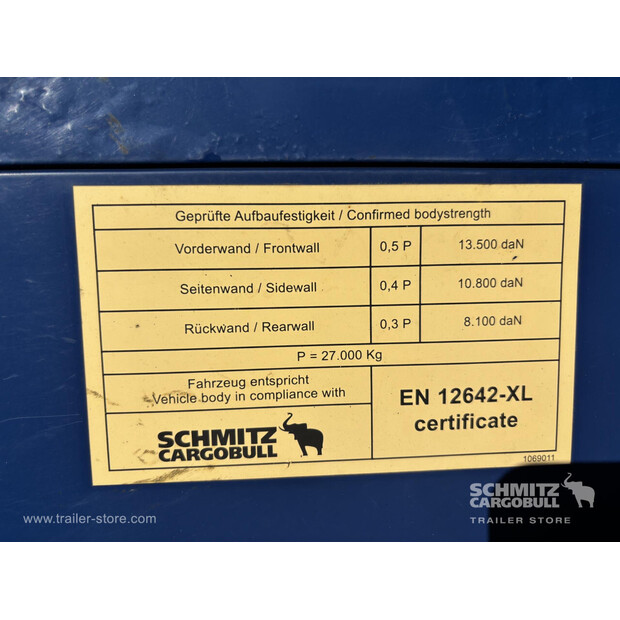 Geprüfte Aufbaufestigkeit / Confirmed bodystrength
Vorderwand / Frontwall 0,5 P 13.500 daN
Seitenwand / Sidewall 0,4 P 10.800 daN
Rückwand / Rearwall 0,3 P 8.100 daN
P = 27.000 Kg
Fahrzeug entspricht
Vehicle body in compliance with
SCHMITZ
CARGOBULL
EN 12642-XL
certificate
1069011
www.trailer-store.com
SCHMITZ
CARGOBULL
TRAILER STORE